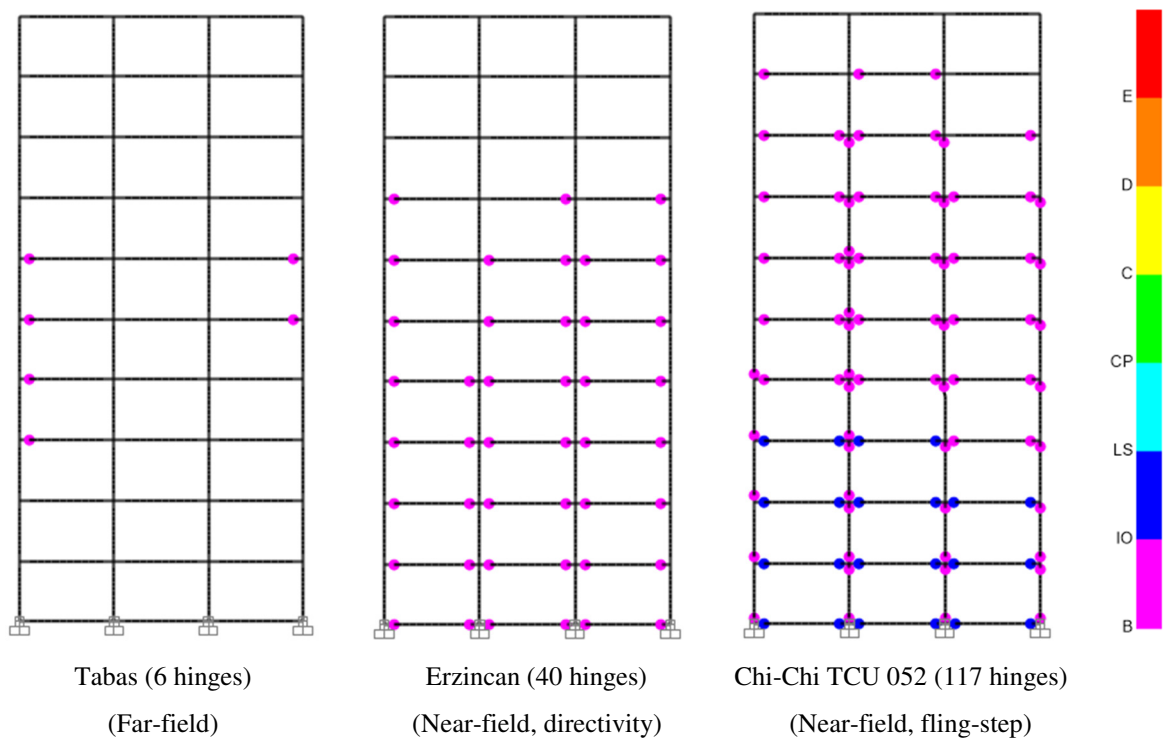 E
D
C
CP
LS
IO
B
Tabas (6 hinges)
(Far-field)
Erzincan (40 hinges)
(Near-field, directivity)
Chi-Chi TCU 052 (117 hinges)
(Near-field, fling-step)